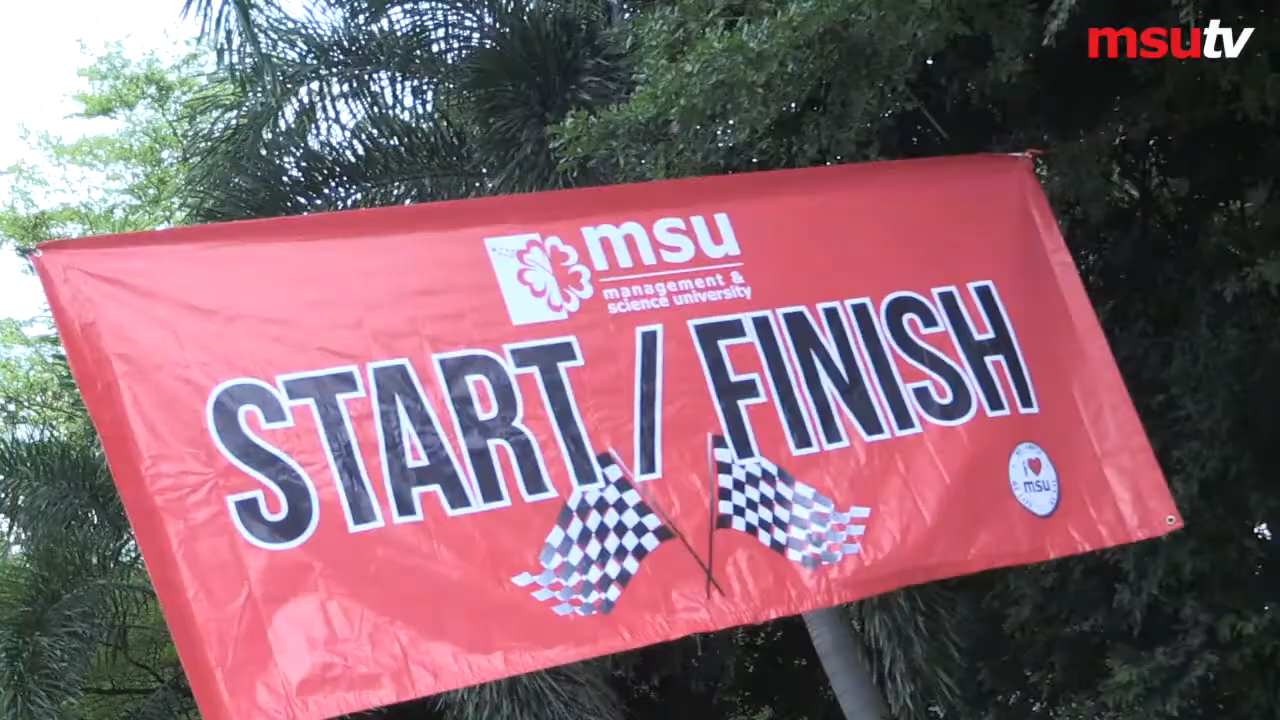 msutv
msu
management &
science university
START / FINISH
I
msu